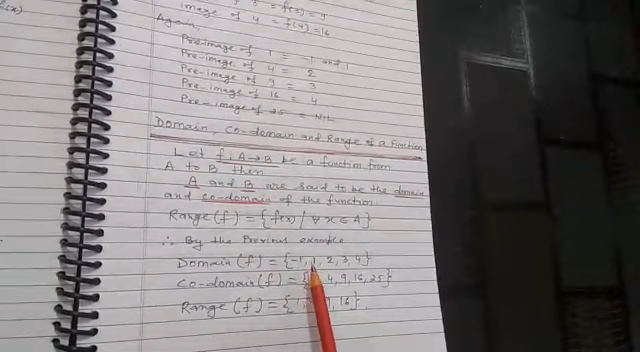 f(x)
3 = f(3) = 9
image of 4 = f(4) = 16
Again,
Pre-image of 1 = -1 and 1
Pre-image of 4 = 2
Pre-image of 9 = 3
Pre-image of 16 = 4
Pre-image of 25 = NIL
Domain, Co-domain and Range of a Function
Let f: A→B be a function from
A to B then
A and B are said to be the domain
and co-domain of the function.
Range (f) = {f(x) / ∀ x ∈ A}
∴ By the Previous example
Domain (f) = {-1, 1, 2, 3, 4}
Co-domain (f) = { 4, 9, 16, 25}
Range (f) = {1, 9, 16}.